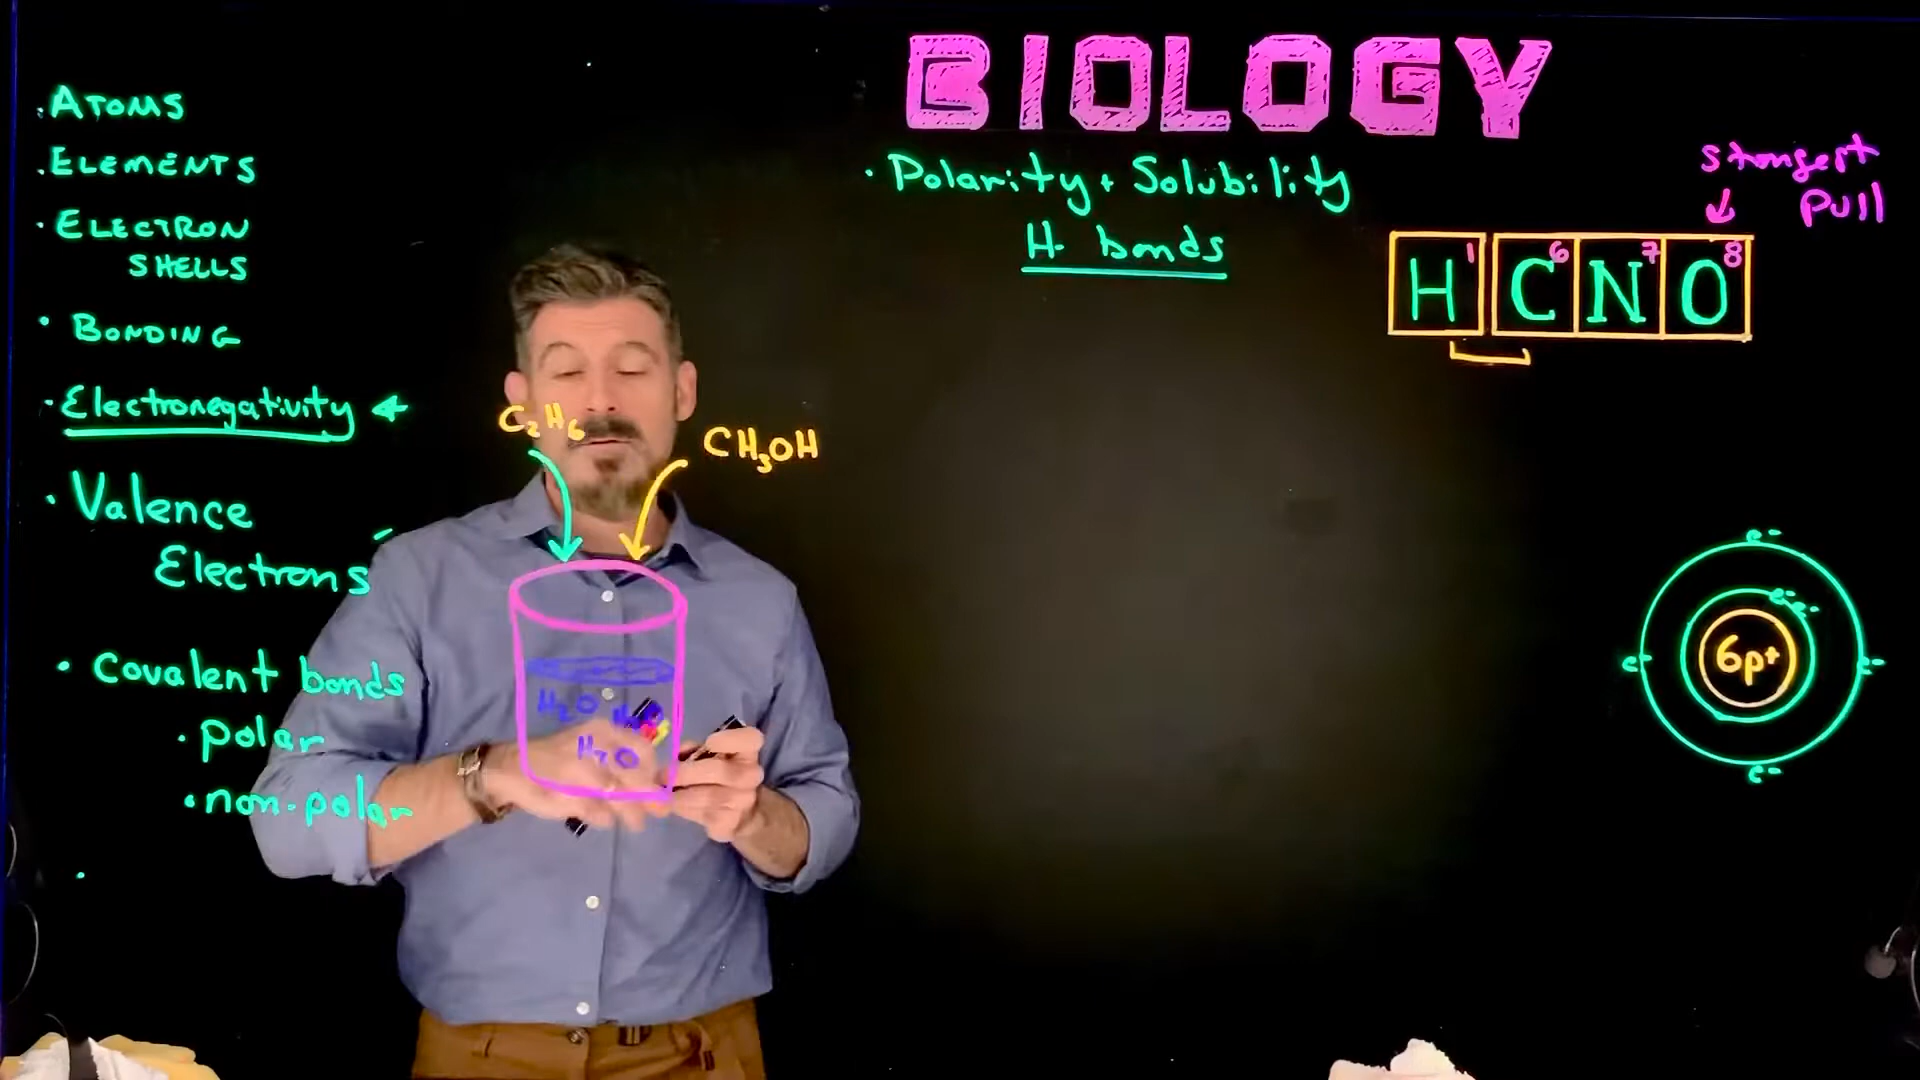 BIOLOGY
. ATOMS
. ELEMENTS
. ELECTRON
SHELLS
. BONDING
. Electronegativity
. Valence
Electrons
. Covalent bonds
. polar
. non-polar
C2H6
CH3OH
H2O
H2O
H2O
. Polarity + Solubility
H bonds
strongest
pull
H 1 C 6 N 7 O 8
e-
e- e-
e- 6p+ e-
e-